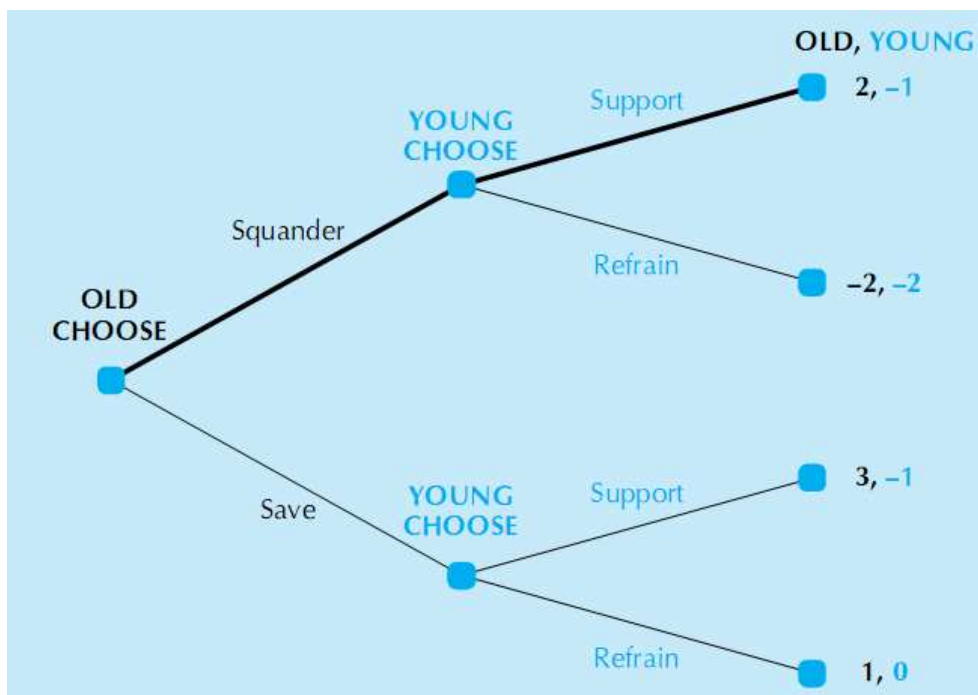 OLD, YOUNG
2, –1
Support
YOUNG
CHOOSE
Squander
Refrain
–2, –2
OLD
CHOOSE
3, –1
Support
YOUNG
CHOOSE
Save
Refrain
1, 0